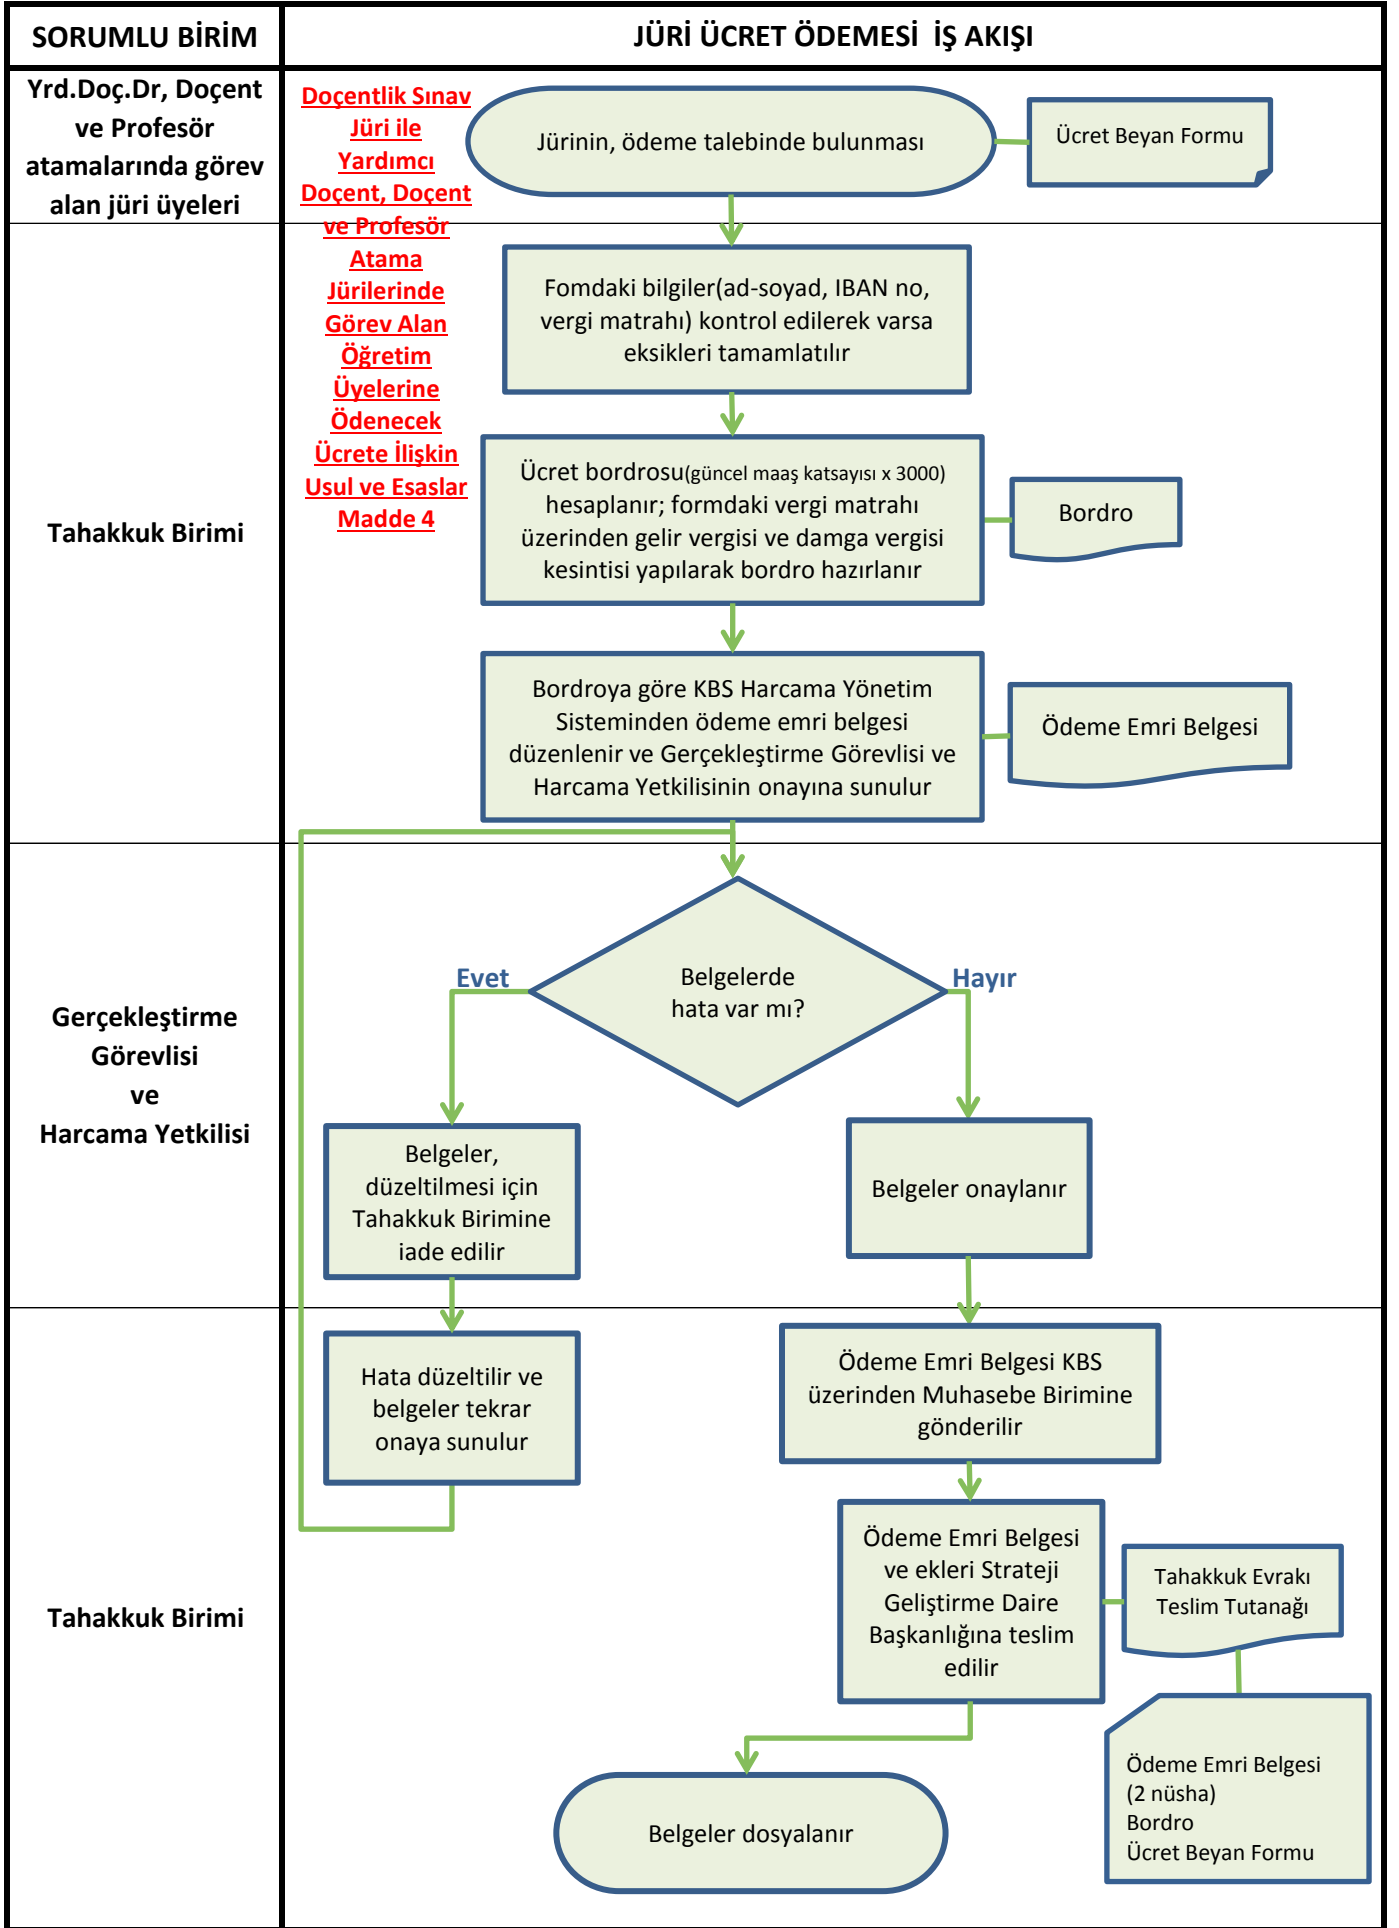 SORUMLU BİRİM
JÜRİ ÜCRET ÖDEMESİ İŞ AKIŞI
Yrd.Doç.Dr, Doçent
ve Profesör
atamalarında görev
alan jüri üyeleri
Doçentlik Sınav
Jüri ile
Yardımcı
Doçent, Doçent
ve Profesör
Atama
Jürilerinde
Görev Alan
Öğretim
Üyelerine
Ödenecek
Ücrete İlişkin
Usul ve Esaslar
Madde 4
Jürinin, ödeme talebinde bulunması
Ücret Beyan Formu
Tahakkuk Birimi
Fomdaki bilgiler(ad-soyad, IBAN no,
vergi matrahı) kontrol edilerek varsa
eksikleri tamamlatılır
Ücret bordrosu(güncel maaş katsayısı x 3000)
hesaplanır; formdaki vergi matrahı
üzerinden gelir vergisi ve damga vergisi
kesintisi yapılarak bordro hazırlanır
Bordro
Bordroya göre KBS Harcama Yönetim
Sisteminden ödeme emri belgesi
düzenlenir ve Gerçekleştirme Görevlisi ve
Harcama Yetkilisinin onayına sunulur
Ödeme Emri Belgesi
Gerçekleştirme
Görevlisi
ve
Harcama Yetkilisi
Evet
Belgelerde
hata var mı?
Hayır
Belgeler,
düzeltilmesi için
Tahakkuk Birimine
iade edilir
Belgeler onaylanır
Tahakkuk Birimi
Hata düzeltilir ve
belgeler tekrar
onaya sunulur
Ödeme Emri Belgesi KBS
üzerinden Muhasebe Birimine
gönderilir
Ödeme Emri Belgesi
ve ekleri Strateji
Geliştirme Daire
Başkanlığına teslim
edilir
Tahakkuk Evrakı
Teslim Tutanağı
Ödeme Emri Belgesi
(2 nüsha)
Bordro
Ücret Beyan Formu
Belgeler dosyalanır